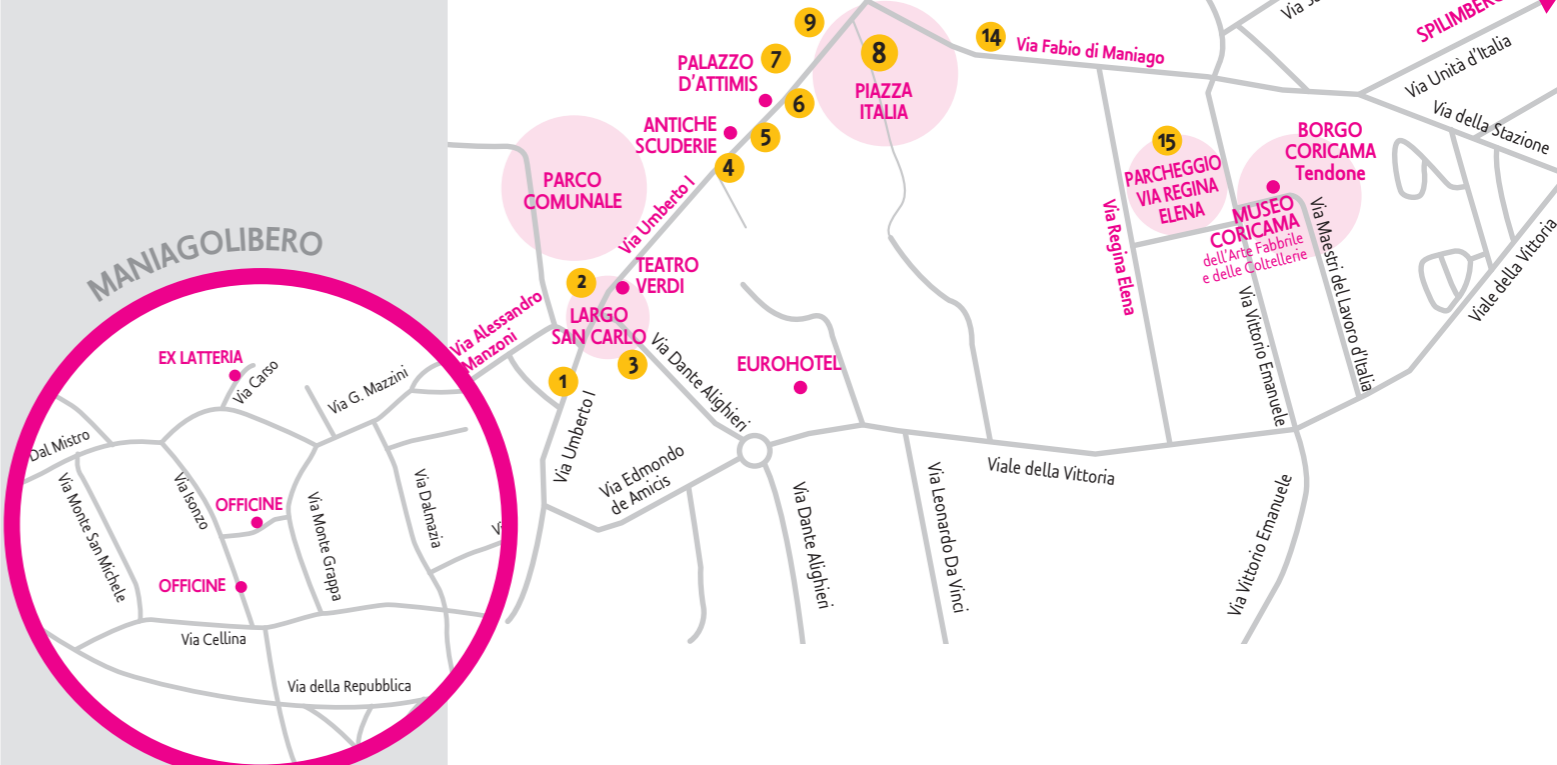 9
14
Via Fabio di Maniago
SPILIMBERGO
Via Unità d'Italia
Via della Stazione
8
PIAZZA
ITALIA
7
PALAZZO
D'ATTIMIS
6
ANTICHE
SCUDERIE
5
4
15
PARCHEGGIO
VIA REGINA
ELENA
BORGO
CORICAMA
Tendone
MUSEO
CORICAMA
dell'Arte Fabbrile
e delle Coltellerie
PARCO
COMUNALE
Via Umberto I
Via Regina Elena
Via Maestri del Lavoro d'Italia
Via Vittorio Emanuele
Viale della Vittoria
MANIAGOLIBERO
2
TEATRO
VERDI
LARGO
SAN CARLO
Via Alessandro
Manzoni
3
1
Via Dante Alighieri
EUROHOTEL
EX LATTERIA
Via Carso
Via G. Mazzini
Via Umberto I
Dal Mistro
Via Monte San Michele
Via Isonzo
OFFICINE
Via Monte Grappa
Via Dalmazia
Via Edmondo
de Amicis
Viale della Vittoria
Via Dante Alighieri
Via Leonardo Da Vinci
Via Vittorio Emanuele
OFFICINE
Via Cellina
Via della Repubblica